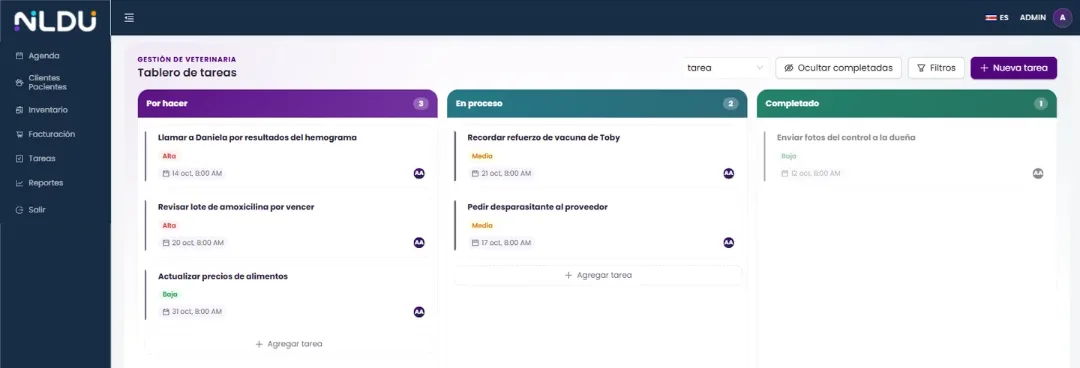 NILDU
ES ADMIN A
Agenda
Clientes
Pacientes
Inventario
Facturación
Tareas
Reportes
Salir
GESTIÓN DE VETERINARIA
Tablero de tareas
tarea
Ocultar completadas
Filtros
+ Nueva tarea
Por hacer 3
Llamar a Daniela por resultados del hemograma
Alta
14 oct, 8:00 AM AA
Revisar lote de amoxicilina por vencer
Alta
20 oct, 8:00 AM AA
Actualizar precios de alimentos
Baja
31 oct, 8:00 AM AA
+ Agregar tarea
En proceso 2
Recordar refuerzo de vacuna de Toby
Media
21 oct, 8:00 AM AA
Pedir desparasitante al proveedor
Media
17 oct, 8:00 AM AA
+ Agregar tarea
Completado 1
Enviar fotos del control a la dueña
Baja
12 oct, 8:00 AM AA